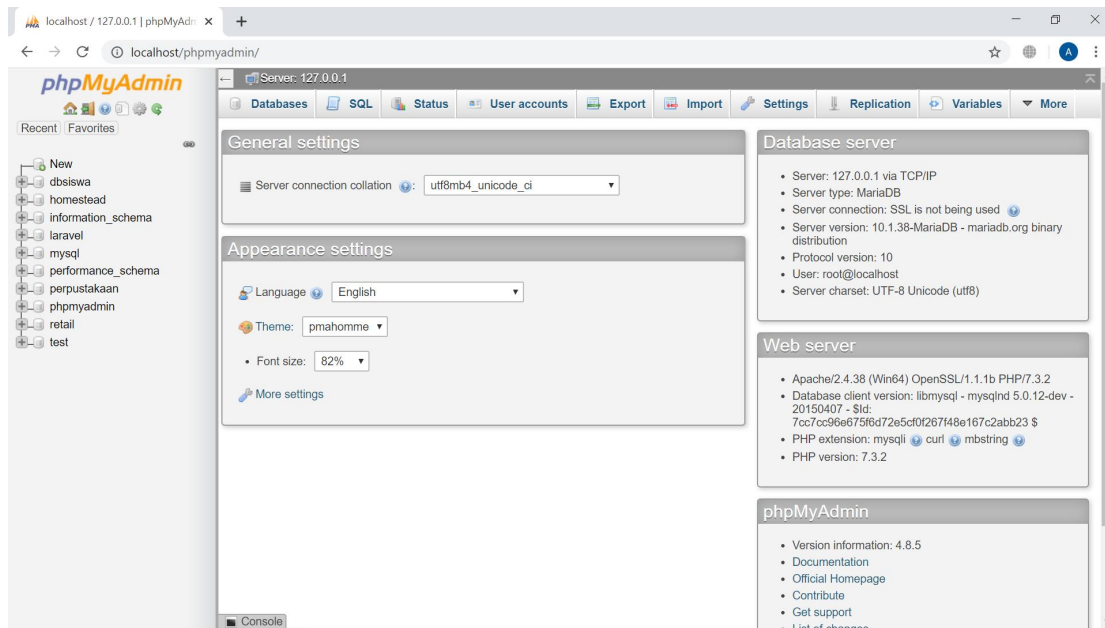 localhost / 127.0.0.1 | phpMyAdn
localhost/phpmyadmin/
A
phpMyAdmin
Recent Favorites
New
dbsiswa
homestead
information_schema
laravel
mysql
performance_schema
perpustakaan
phpmyadmin
retail
test
Server: 127.0.0.1
Databases SQL Status User accounts Export Import Settings Replication Variables More
General settings
Server connection collation : utf8mb4_unicode_ci
Appearance settings
Language English
Theme: pmahomme
Font size: 82%
More settings
Console
Database server
Server: 127.0.0.1 via TCP/IP
Server type: MariaDB
Server connection: SSL is not being used
Server version: 10.1.38-MariaDB - mariadb.org binary
distribution
Protocol version: 10
User: root@localhost
Server charset: UTF-8 Unicode (utf8)
Web server
Apache/2.4.38 (Win64) OpenSSL/1.1.1b PHP/7.3.2
Database client version: libmysql - mysqlnd 5.0.12-dev -
20150407 - $Id:
7cc7cc96e675f6d72e5cf0f267f48e167c2abb23 $
PHP extension: mysqli curl mbstring
PHP version: 7.3.2
phpMyAdmin
Version information: 4.8.5
Documentation
Official Homepage
Contribute
Get support
List of changes